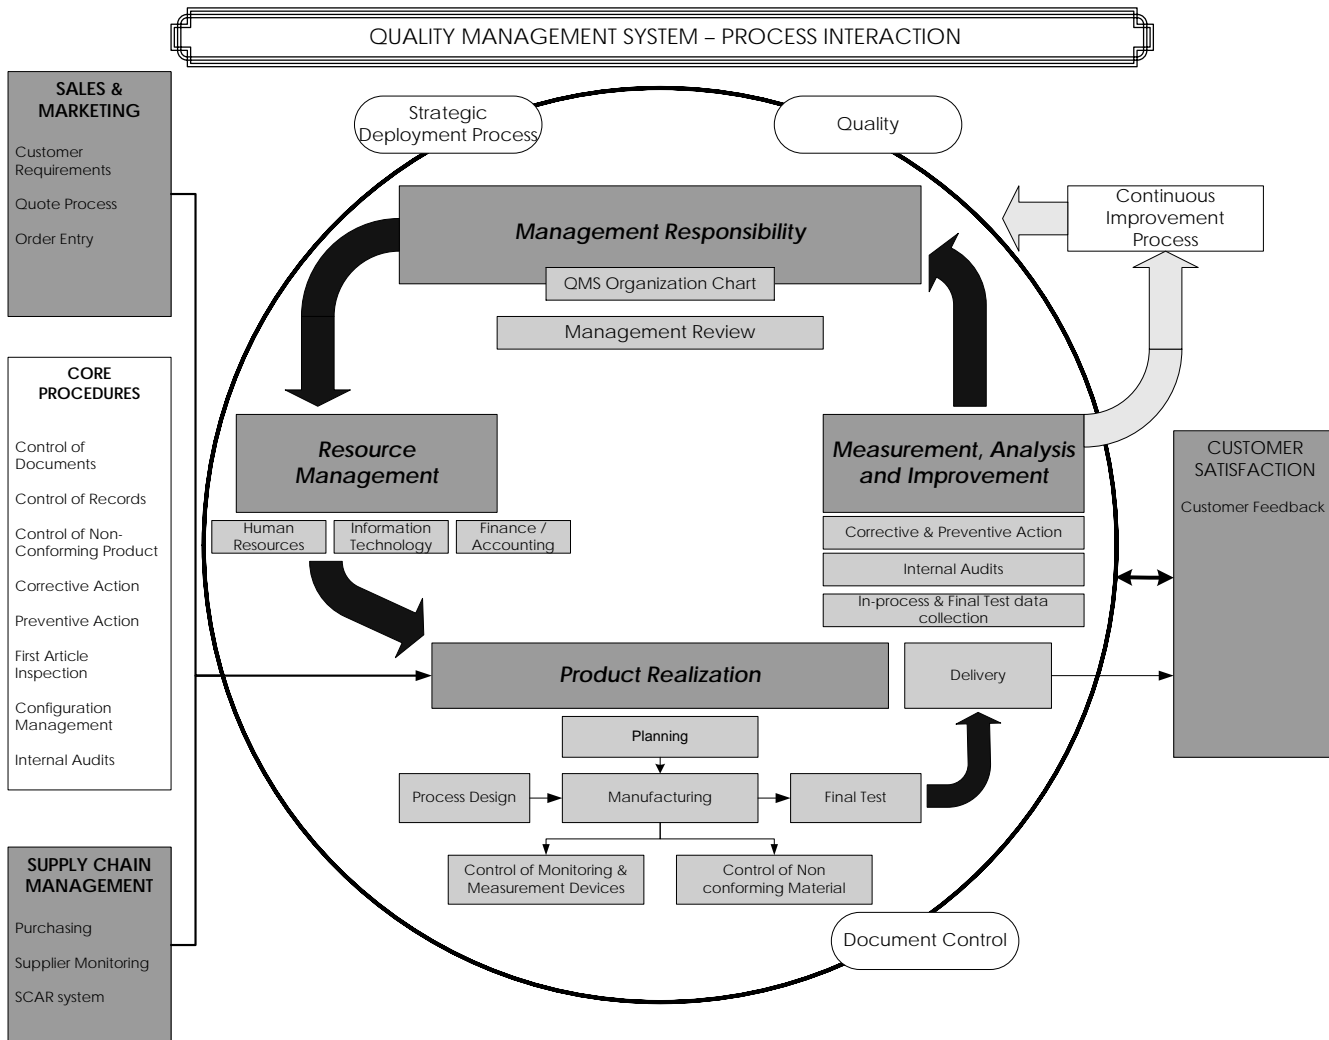 QUALITY MANAGEMENT SYSTEM – PROCESS INTERACTION
SALES &
MARKETING
Customer
Requirements
Quote Process
Order Entry
CORE
PROCEDURES
Control of
Documents
Control of Records
Control of Non-
Conforming Product
Corrective Action
Preventive Action
First Article
Inspection
Configuration
Management
Internal Audits
SUPPLY CHAIN
MANAGEMENT
Purchasing
Supplier Monitoring
SCAR system
Strategic
Deployment Process
Quality
Management Responsibility
QMS Organization Chart
Management Review
Continuous
Improvement
Process
Resource
Management
Human
Resources
Information
Technology
Finance /
Accounting
Measurement, Analysis
and Improvement
Corrective & Preventive Action
Internal Audits
In-process & Final Test data
collection
CUSTOMER
SATISFACTION
Customer Feedback
Product Realization
Delivery
Planning
Process Design
Manufacturing
Final Test
Control of Monitoring &
Measurement Devices
Control of Non
conforming Material
Document Control